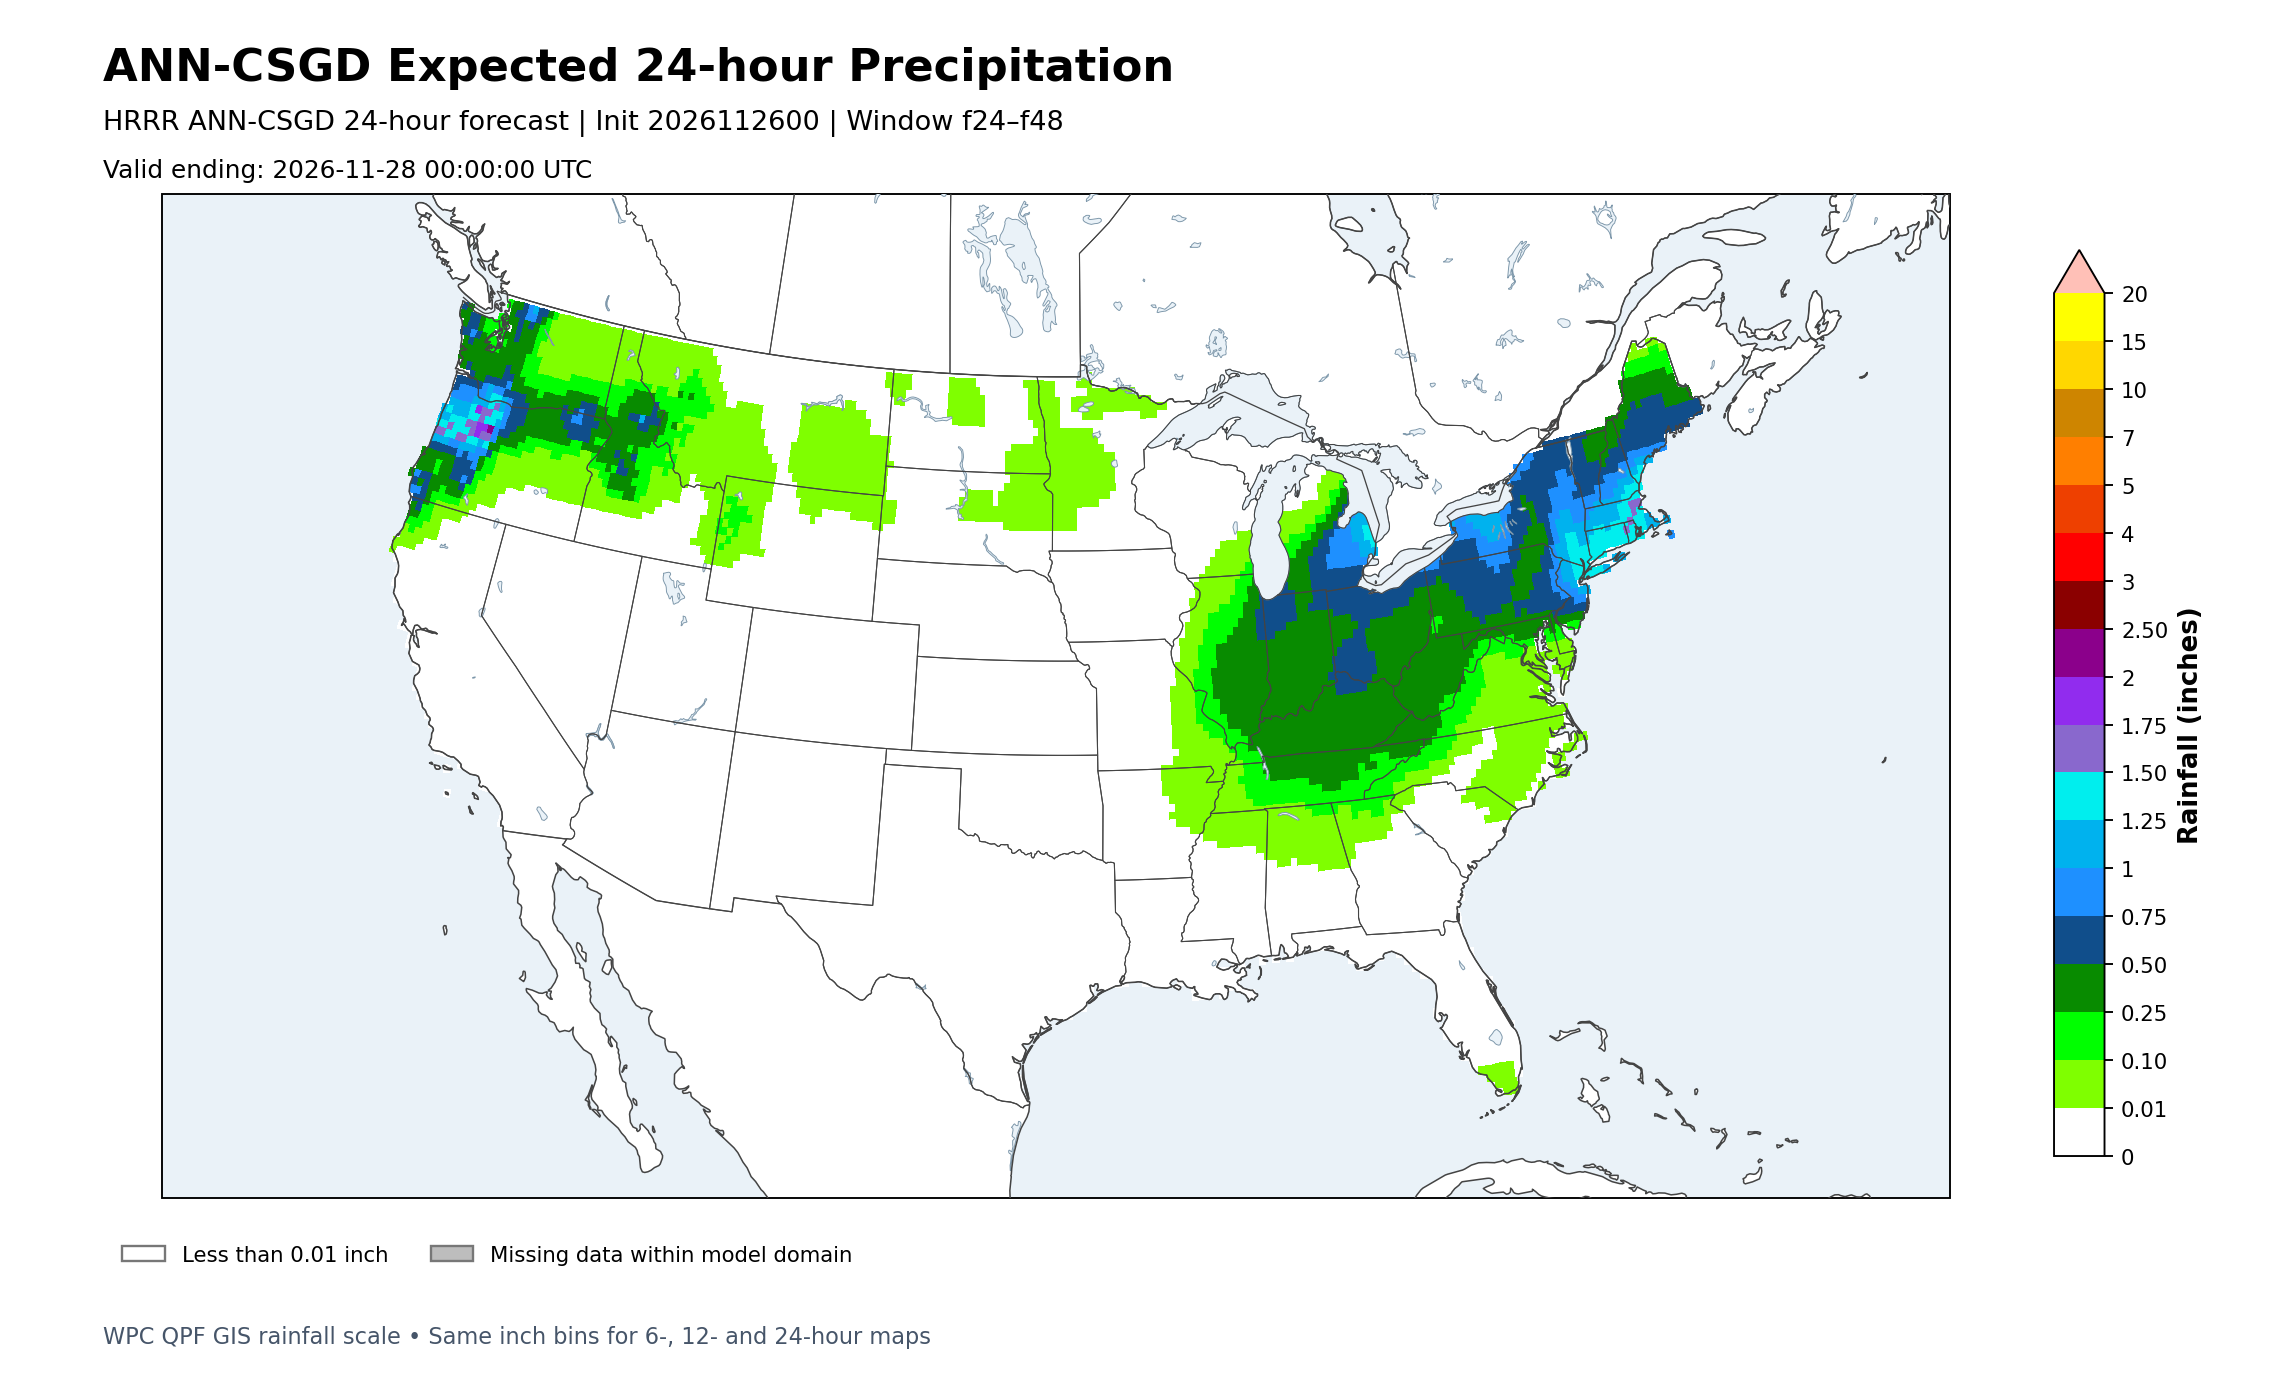 ANN-CSGD Expected 24-hour Precipitation
HRRR ANN-CSGD 24-hour forecast | Init 2026112600 | Window f24–f48
Valid ending: 2026-11-28 00:00:00 UTC
20
15
10
7
5
4
3
2.50
2
1.75
1.50
1.25
1
0.75
0.50
0.25
0.10
0.01
0
Rainfall (inches)
Less than 0.01 inch
Missing data within model domain
WPC QPF GIS rainfall scale • Same inch bins for 6-, 12- and 24-hour maps